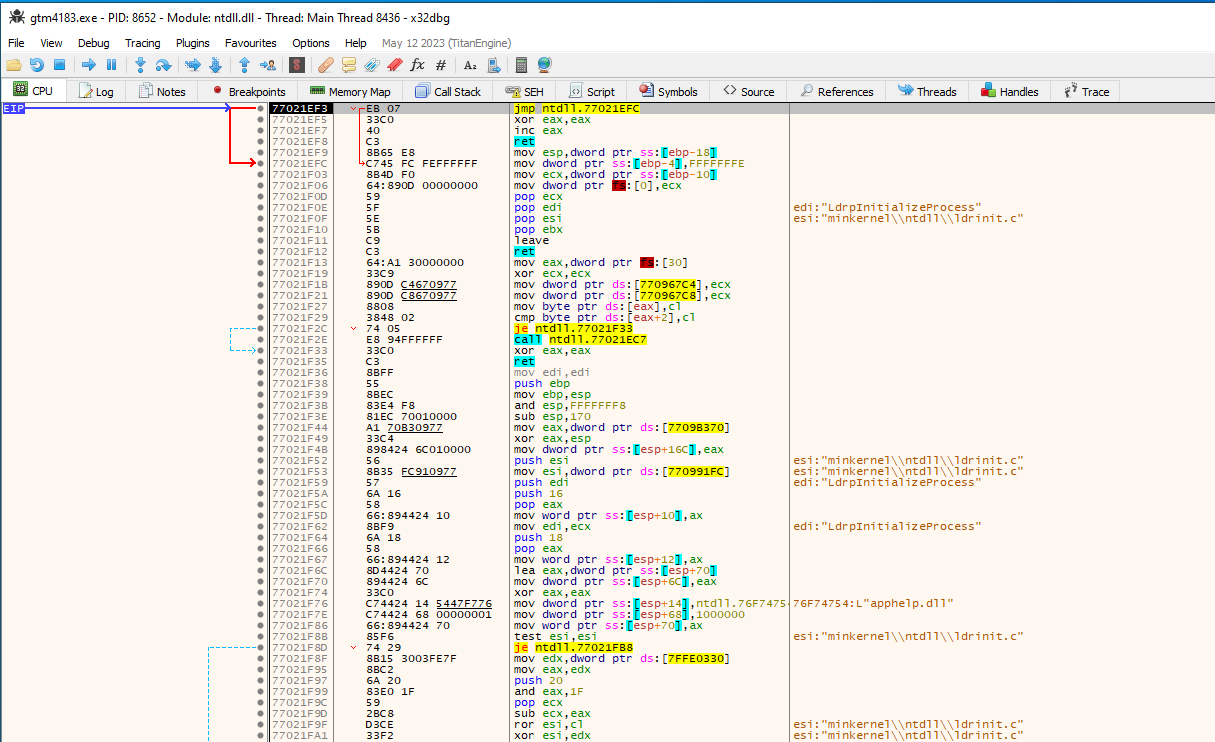 gtm4183.exe - PID: 8652 - Module: ntdll.dll - Thread: Main Thread 8436 - x32dbg
File View Debug Tracing Plugins Favourites Options Help May 12 2023 (TitanEngine)
CPU Log Notes Breakpoints Memory Map Call Stack SEH Script Symbols Source References Threads Handles Trace
EIP 77021EF3 EB 07 jmp ntdll.77021EFC
77021EF5 33C0 xor eax,eax
77021EF7 40 inc eax
77021EF8 C3 ret
77021EF9 8B65 E8 mov esp,dword ptr ss:[ebp-18]
77021EFC C745 FC FEFFFFFF mov dword ptr ss:[ebp-4],FFFFFFFE
77021F03 8B4D F0 mov ecx,dword ptr ss:[ebp-10]
77021F06 64:890D 00000000 mov dword ptr fs:[0],ecx
77021F0D 59 pop ecx
77021F0E 5F pop edi edi:"LdrpInitializeProcess"
77021F0F 5E pop esi esi:"minkernel\\ntdll\\ldrinit.c"
77021F10 5B pop ebx
77021F11 C9 leave
77021F12 C3 ret
77021F13 64:A1 30000000 mov eax,dword ptr fs:[30]
77021F19 33C9 xor ecx,ecx
77021F1B 890D C4670977 mov dword ptr ds:[770967C4],ecx
77021F21 890D C8670977 mov dword ptr ds:[770967C8],ecx
77021F27 8808 mov byte ptr ds:[eax],cl
77021F29 3848 02 cmp byte ptr ds:[eax+2],cl
77021F2C 74 05 je ntdll.77021F33
77021F2E E8 94FFFFFF call ntdll.77021EC7
77021F33 33C0 xor eax,eax
77021F35 C3 ret
77021F36 8BFF mov edi,edi
77021F38 55 push ebp
77021F39 8BEC mov ebp,esp
77021F3B 83E4 F8 and esp,FFFFFFF8
77021F3E 81EC 70010000 sub esp,170
77021F44 A1 70B30977 mov eax,dword ptr ds:[7709B370]
77021F49 33C4 xor eax,esp
77021F4B 898424 6C010000 mov dword ptr ss:[esp+16C],eax
77021F52 56 push esi esi:"minkernel\\ntdll\\ldrinit.c"
77021F53 8B35 FC910977 mov esi,dword ptr ds:[770991FC] esi:"minkernel\\ntdll\\ldrinit.c"
77021F59 57 push edi edi:"LdrpInitializeProcess"
77021F5A 6A 16 push 16
77021F5C 58 pop eax
77021F5D 66:894424 10 mov word ptr ss:[esp+10],ax
77021F62 8BF9 mov edi,ecx edi:"LdrpInitializeProcess"
77021F64 6A 18 push 18
77021F66 58 pop eax
77021F67 66:894424 12 mov word ptr ss:[esp+12],ax
77021F6C 8D4424 70 lea eax,dword ptr ss:[esp+70]
77021F70 894424 6C mov dword ptr ss:[esp+6C],eax
77021F74 33C0 xor eax,eax
77021F76 C74424 14 5447F776 mov dword ptr ss:[esp+14],ntdll.76F74754 76F74754:L"apphelp.dll"
77021F7E C74424 68 00000001 mov dword ptr ss:[esp+68],1000000
77021F86 66:894424 70 mov word ptr ss:[esp+70],ax
77021F8B 85F6 test esi,esi esi:"minkernel\\ntdll\\ldrinit.c"
77021F8D 74 29 je ntdll.77021FB8
77021F8F 8B15 3003FE7F mov edx,dword ptr ds:[7FFE0330]
77021F95 8BC2 mov eax,edx
77021F97 6A 20 push 20
77021F99 83E0 1F and eax,1F
77021F9C 59 pop ecx
77021F9D 2BC8 sub ecx,eax
77021F9F D3CE ror esi,cl esi:"minkernel\\ntdll\\ldrinit.c"
77021FA1 33F2 xor esi,edx esi:"minkernel\\ntdll\\ldrinit.c"